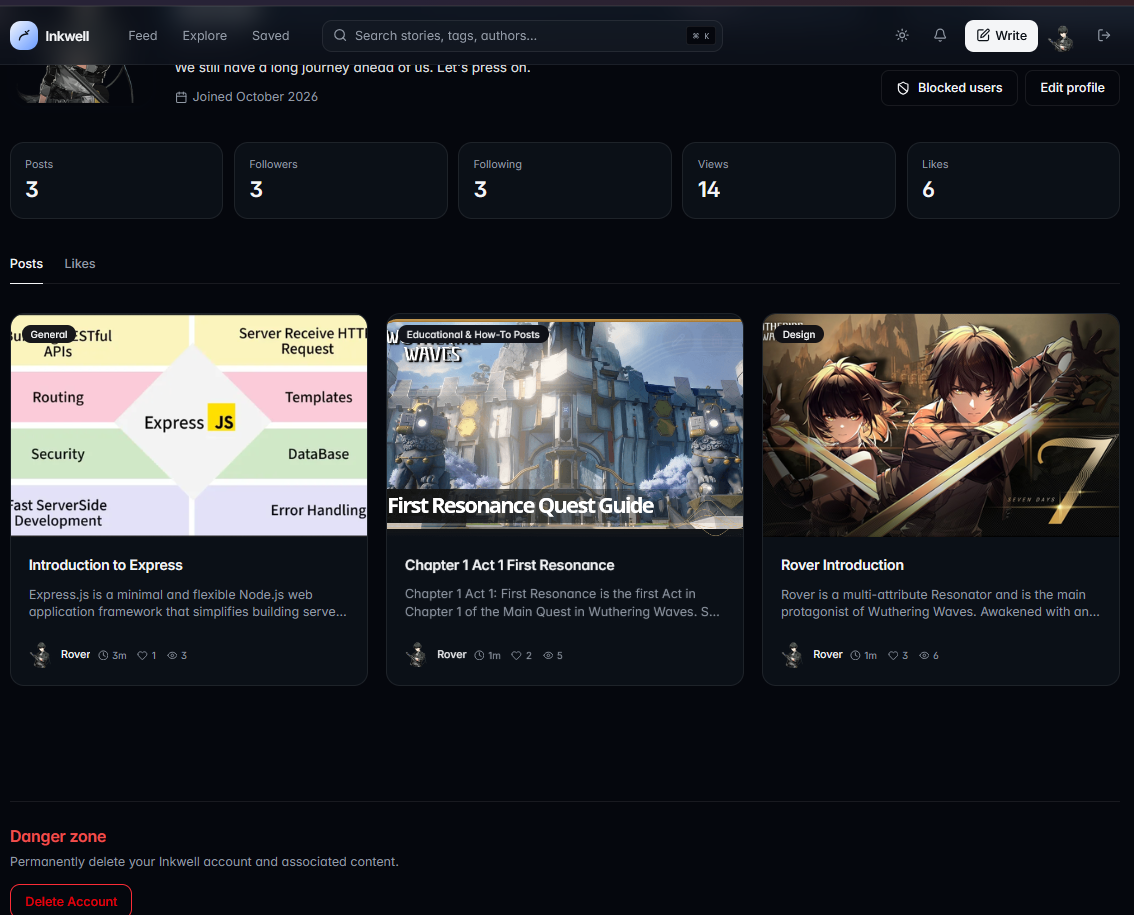 Inkwell
Feed
Explore
Saved
Search stories, tags, authors...
⌘ K
Write
We still have a long journey ahead of us. Let's press on.
Joined October 2026
Blocked users
Edit profile
Posts
3
Followers
3
Following
3
Views
14
Likes
6
Posts
Likes
General
APIs
Server Receive HTTP
Request
Routing
Templates
Express JS
Security
DataBase
Fast ServerSide
Development
Error Handling
Introduction to Express
Express.js is a minimal and flexible Node.js web
application framework that simplifies building serve...
Rover
3m
1
3
Educational & How-To Posts
WAVES
First Resonance Quest Guide
Chapter 1 Act 1 First Resonance
Chapter 1 Act 1: First Resonance is the first Act in
Chapter 1 of the Main Quest in Wuthering Waves. S...
Rover
1m
2
5
Design
7
SEVEN DAYS
Rover Introduction
Rover is a multi-attribute Resonator and is the main
protagonist of Wuthering Waves. Awakened with an...
Rover
1m
3
6
Danger zone
Permanently delete your Inkwell account and associated content.
Delete Account